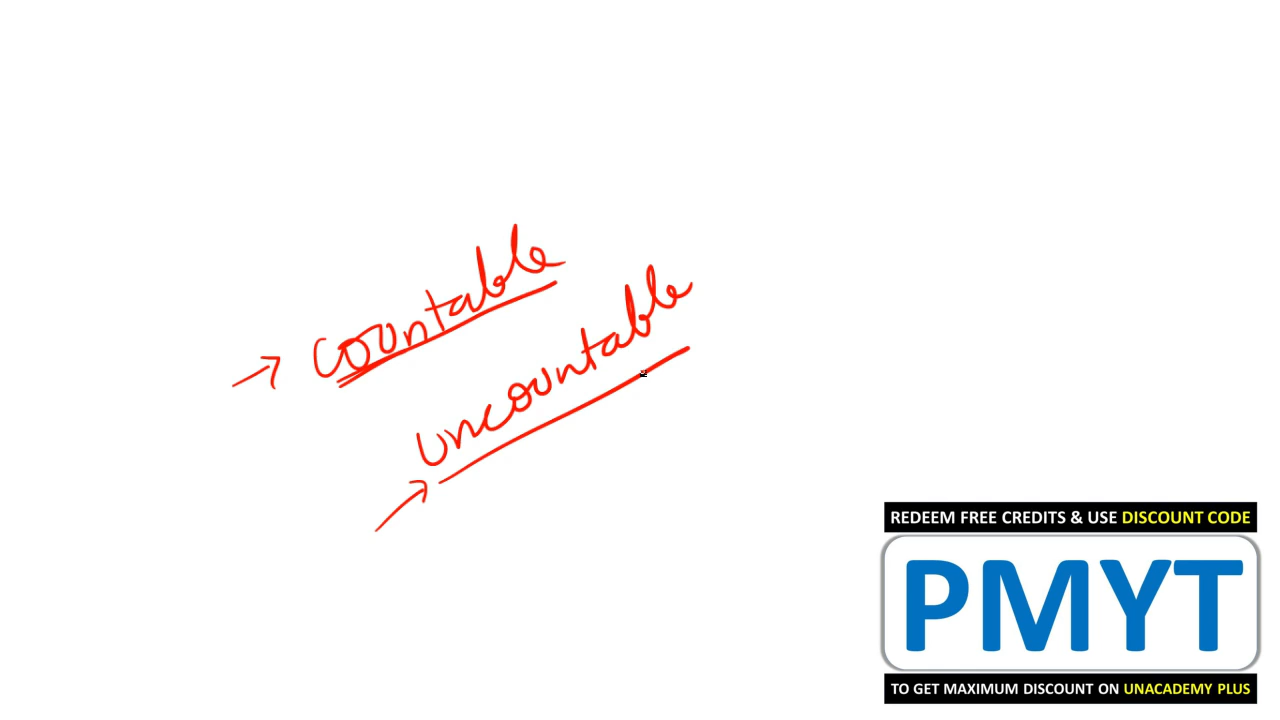 → countable
→ uncountable
REDEEM FREE CREDITS & USE DISCOUNT CODE
PMYT
TO GET MAXIMUM DISCOUNT ON UNACADEMY PLUS